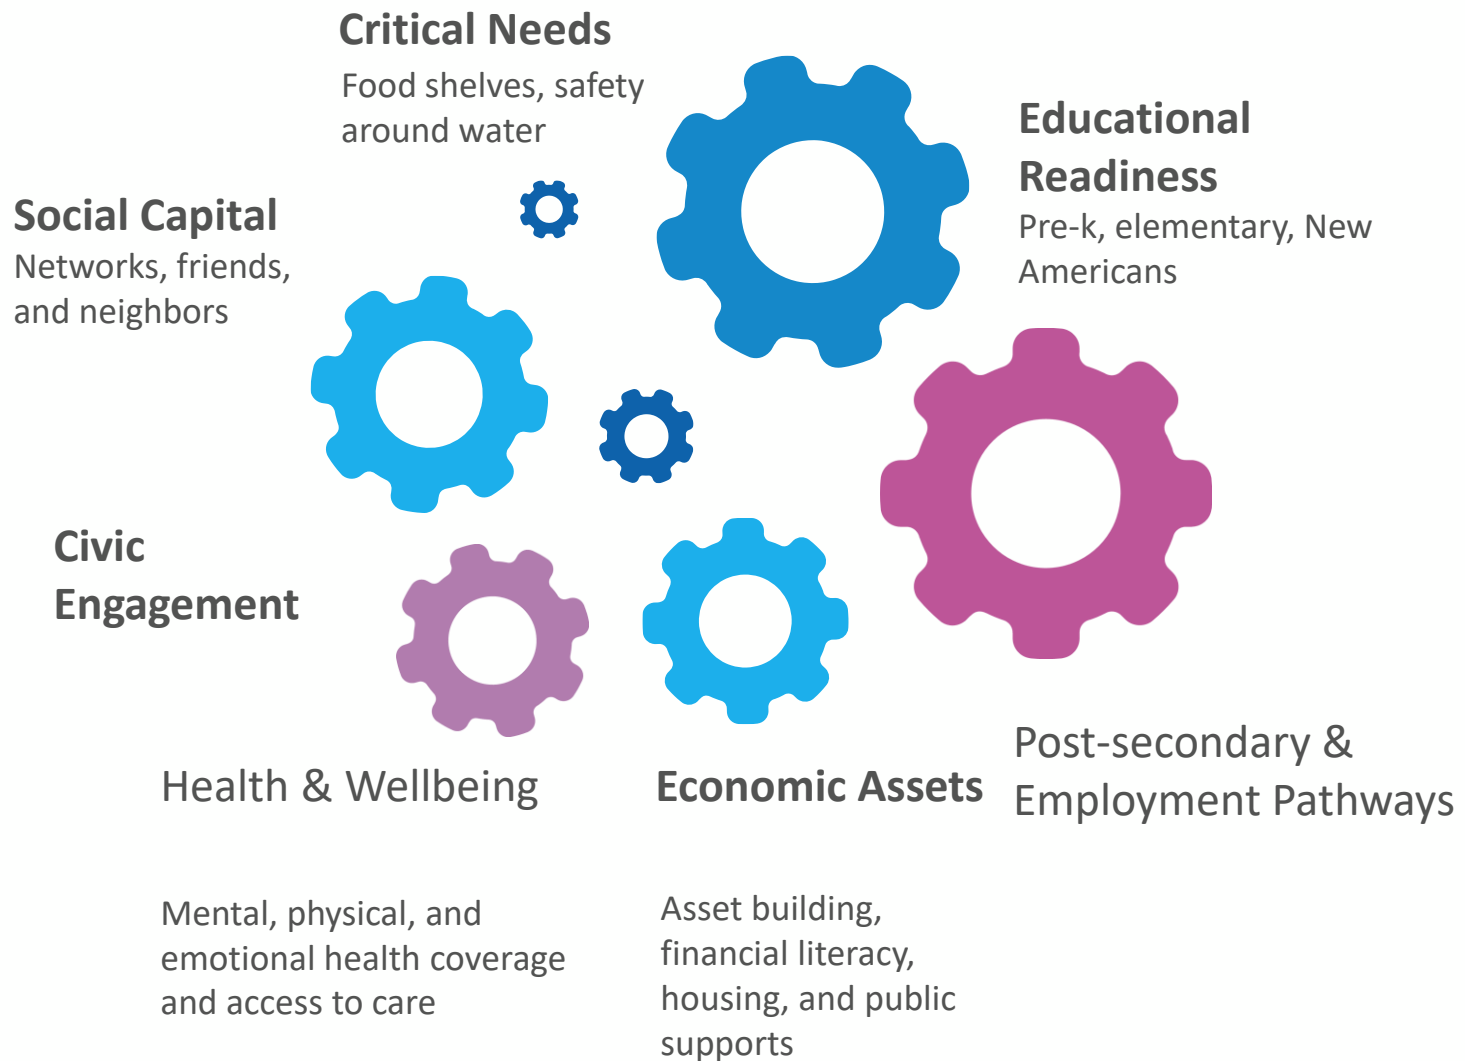 Critical Needs
Food shelves, safety
around water
Educational
Readiness
Pre-k, elementary, New
Americans
Social Capital
Networks, friends,
and neighbors
Civic
Engagement
Health & Wellbeing
Mental, physical, and
emotional health coverage
and access to care
Economic Assets
Asset building,
financial literacy,
housing, and public
supports
Post-secondary &
Employment Pathways